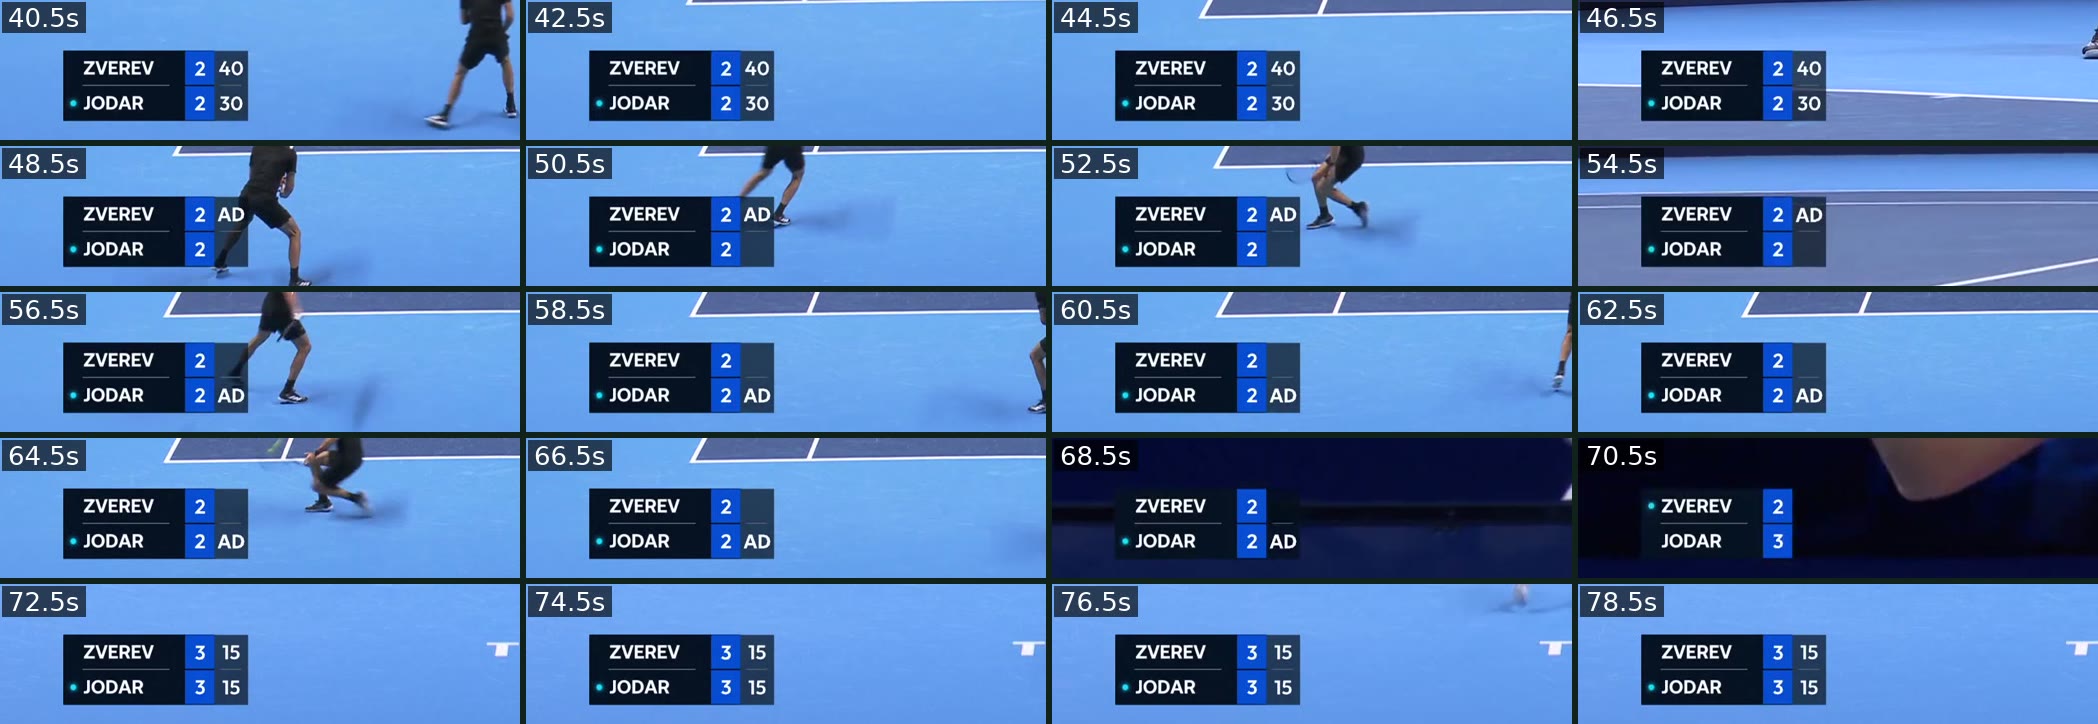 40.5s
ZVEREV 2 40
JODAR 2 30
42.5s
ZVEREV 2 40
JODAR 2 30
44.5s
ZVEREV 2 40
JODAR 2 30
46.5s
ZVEREV 2 40
JODAR 2 30
48.5s
ZVEREV 2 AD
JODAR 2
50.5s
ZVEREV 2 AD
JODAR 2
52.5s
ZVEREV 2 AD
JODAR 2
54.5s
ZVEREV 2 AD
JODAR 2
56.5s
ZVEREV 2
JODAR 2 AD
58.5s
ZVEREV 2
JODAR 2 AD
60.5s
ZVEREV 2
JODAR 2 AD
62.5s
ZVEREV 2
JODAR 2 AD
64.5s
ZVEREV 2
JODAR 2 AD
66.5s
ZVEREV 2
JODAR 2 AD
68.5s
ZVEREV 2
JODAR 2 AD
70.5s
ZVEREV 2
JODAR 3
72.5s
ZVEREV 3 15
JODAR 3 15
74.5s
ZVEREV 3 15
JODAR 3 15
76.5s
ZVEREV 3 15
JODAR 3 15
78.5s
ZVEREV 3 15
JODAR 3 15